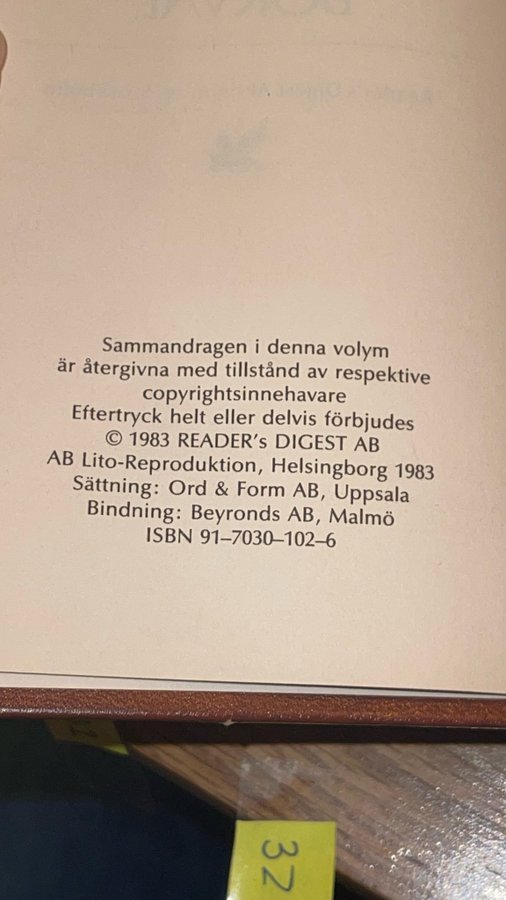 Sammandragen i denna volym
är återgivna med tillstånd av respektive
copyrightsinnehavare
Eftertryck helt eller delvis förbjudes
© 1983 READER's DIGEST AB
AB Lito-Reproduktion, Helsingborg 1983
Sättning: Ord & Form AB, Uppsala
Bindning: Beyronds AB, Malmö
ISBN 91–7030–102–6
32